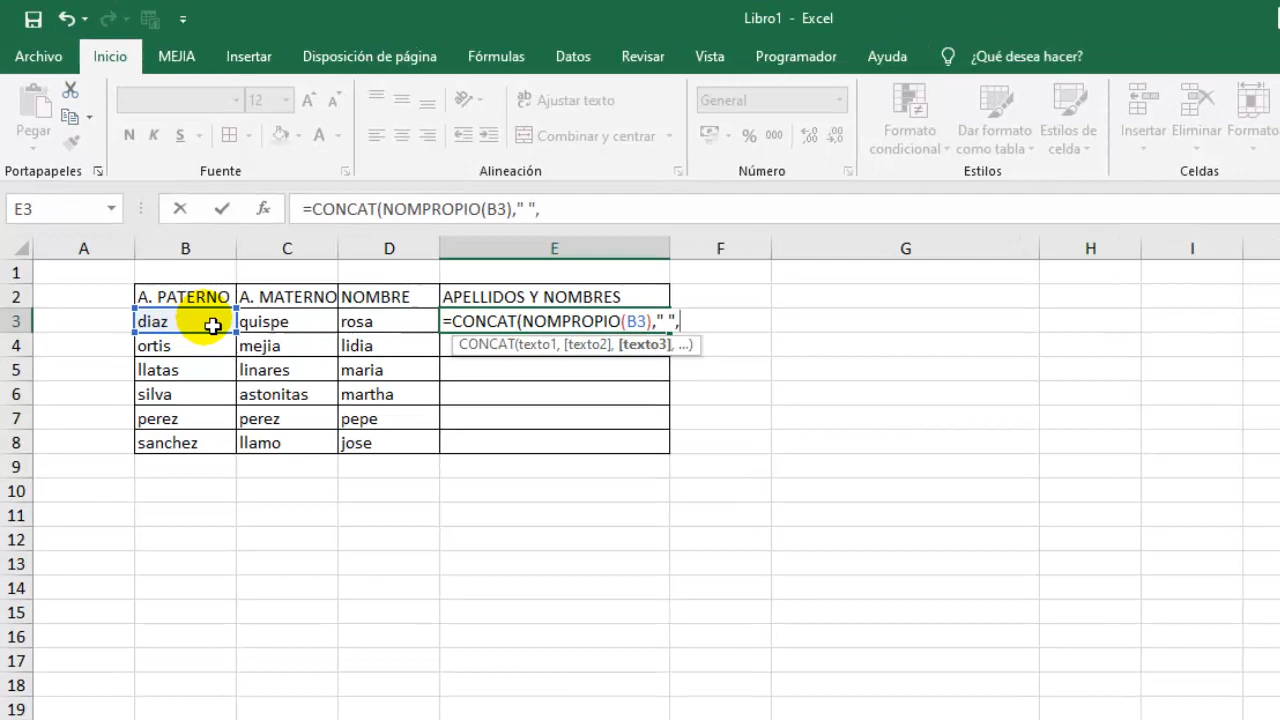 Libro1 - Excel
Archivo Inicio MEJIA Insertar Disposición de página Fórmulas Datos Revisar Vista Programador Ayuda ¿Qué desea hacer?
12 General
Pegar
N K S A
Ajustar texto
Combinar y centrar
% 000
Formato condicional
Dar formato como tabla
Estilos de celda
Insertar Eliminar Formato
Portapapeles Fuente Alineación Número Estilos Celdas
E3 fx =CONCAT(NOMPROPIO(B3)," ",
A B C D E F G H I
1
2 A. PATERNO A. MATERNO NOMBRE APELLIDOS Y NOMBRES
3 diaz quispe rosa =CONCAT(NOMPROPIO(B3)," ",
CONCAT(texto1, [texto2], [texto3], ...)
4 ortis mejia lidia
5 llatas linares maria
6 silva astonitas martha
7 perez perez pepe
8 sanchez llamo jose
9
10
11
12
13
14
15
16
17
18
19